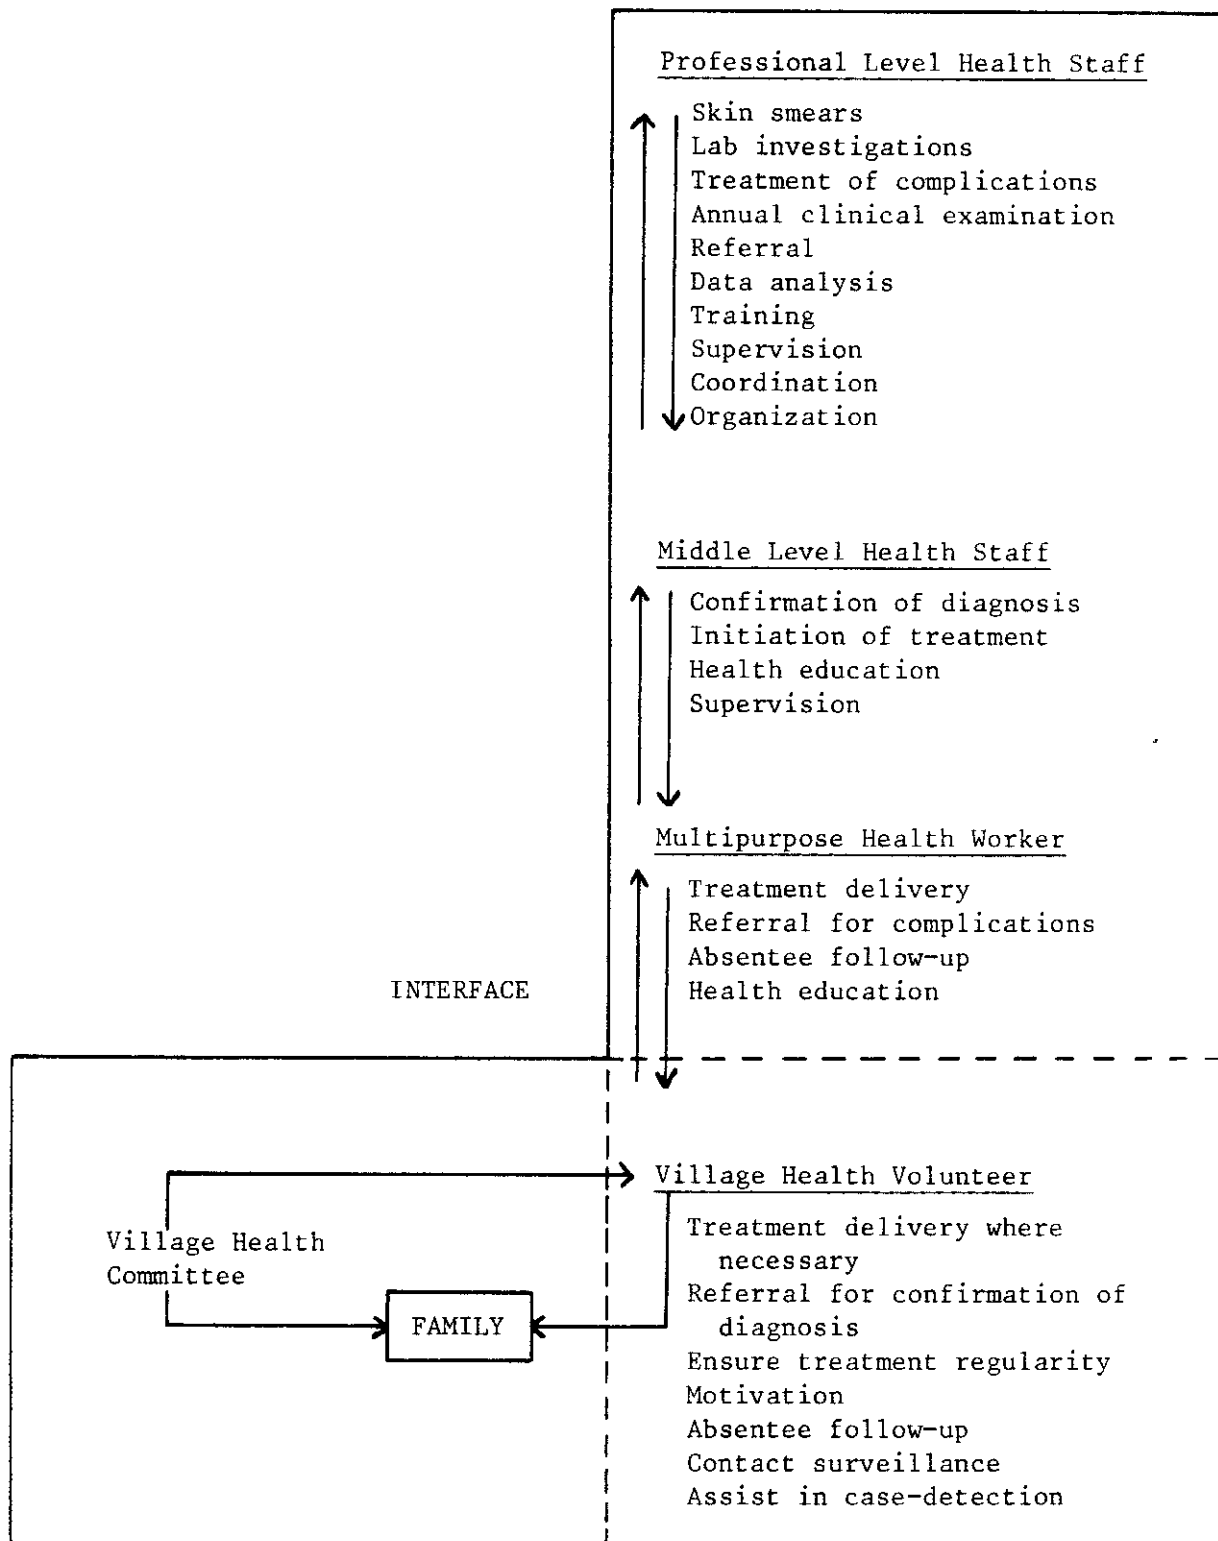 Professional Level Health Staff
Skin smears
Lab investigations
Treatment of complications
Annual clinical examination
Referral
Data analysis
Training
Supervision
Coordination
Organization
Middle Level Health Staff
Confirmation of diagnosis
Initiation of treatment
Health education
Supervision
Multipurpose Health Worker
Treatment delivery
Referral for complications
Absentee follow-up
Health education
INTERFACE
Village Health Volunteer
Treatment delivery where
necessary
Referral for confirmation of
diagnosis
Ensure treatment regularity
Motivation
Absentee follow-up
Contact surveillance
Assist in case-detection
Village Health
Committee
FAMILY